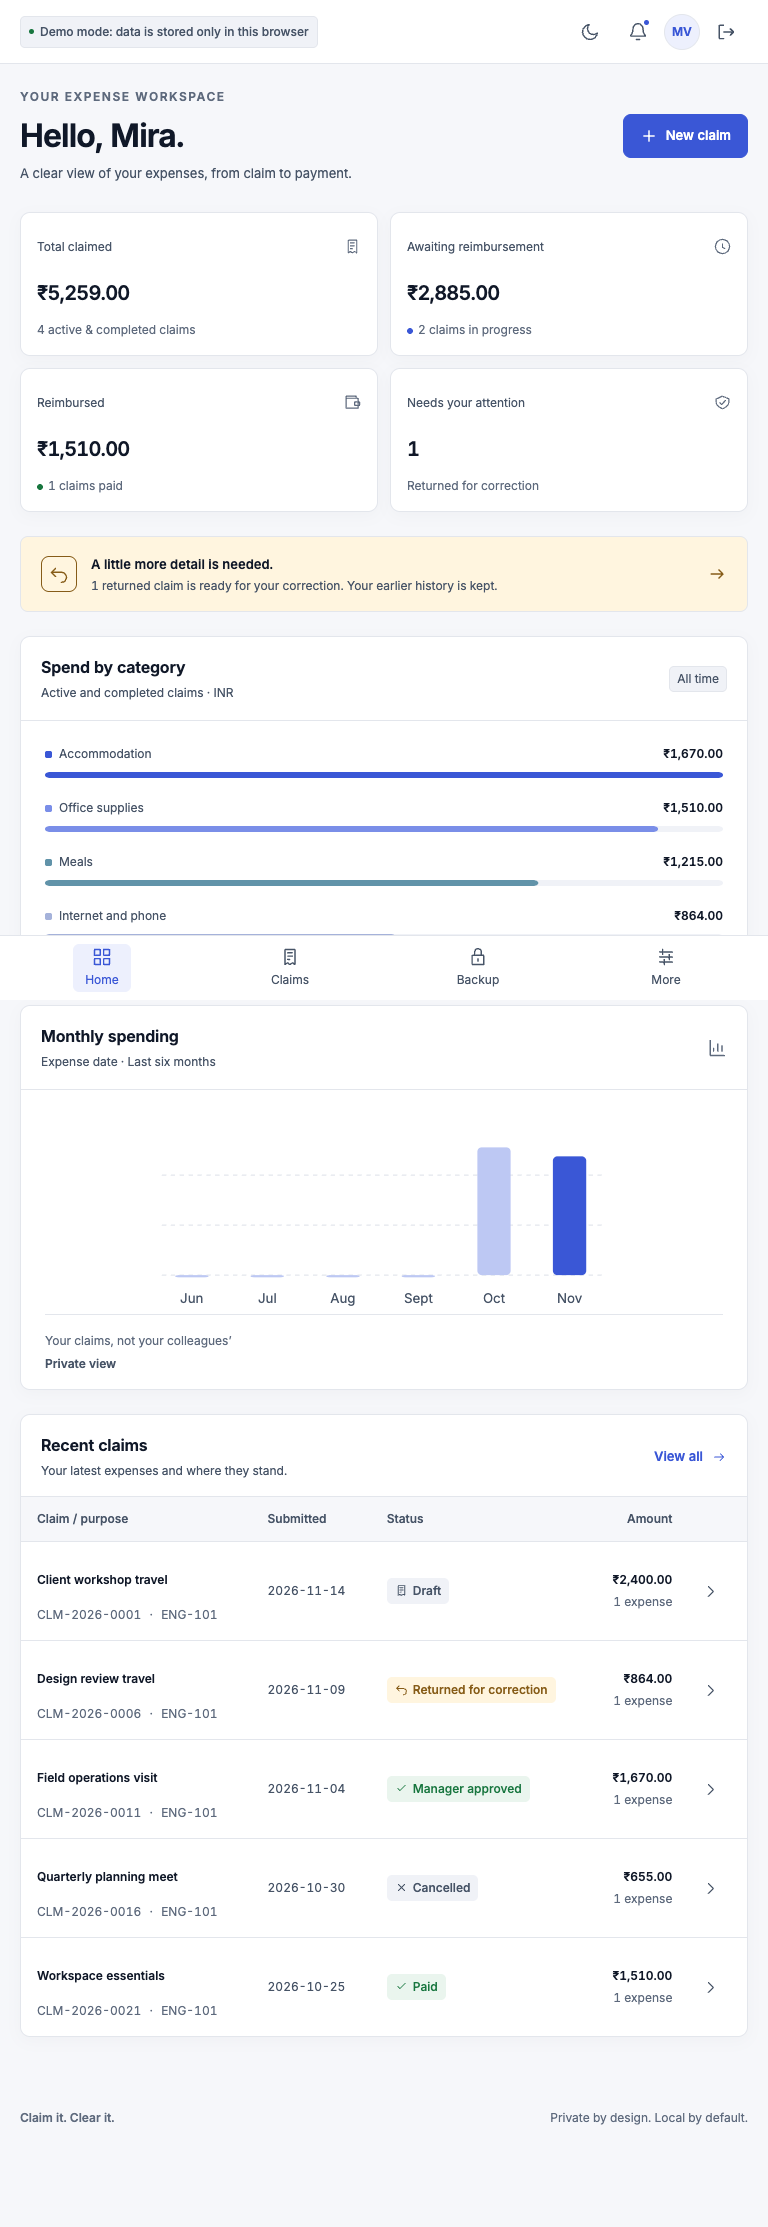 Demo mode: data is stored only in this browser
MV
YOUR EXPENSE WORKSPACE
Hello, Mira.
New claim
A clear view of your expenses, from claim to payment.
Total claimed
₹5,259.00
4 active & completed claims
Awaiting reimbursement
₹2,885.00
2 claims in progress
Reimbursed
₹1,510.00
1 claims paid
Needs your attention
1
Returned for correction
A little more detail is needed.
1 returned claim is ready for your correction. Your earlier history is kept.
Spend by category
Active and completed claims · INR
All time
Accommodation ₹1,670.00
Office supplies ₹1,510.00
Meals ₹1,215.00
Internet and phone ₹864.00
Home Claims Backup More
Monthly spending
Expense date · Last six months
Jun Jul Aug Sept Oct Nov
Your claims, not your colleagues’
Private view
Recent claims
Your latest expenses and where they stand.
View all
Claim / purpose Submitted Status Amount
Client workshop travel
CLM-2026-0001 · ENG-101
2026-11-14
Draft
₹2,400.00
1 expense
Design review travel
CLM-2026-0006 · ENG-101
2026-11-09
Returned for correction
₹864.00
1 expense
Field operations visit
CLM-2026-0011 · ENG-101
2026-11-04
Manager approved
₹1,670.00
1 expense
Quarterly planning meet
CLM-2026-0016 · ENG-101
2026-10-30
Cancelled
₹655.00
1 expense
Workspace essentials
CLM-2026-0021 · ENG-101
2026-10-25
Paid
₹1,510.00
1 expense
Claim it. Clear it.
Private by design. Local by default.